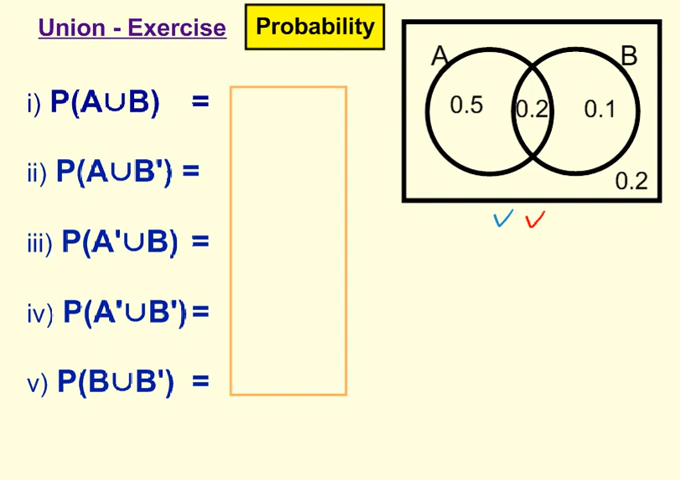 Union - Exercise
Probability
i) P(A∪B) =
ii) P(A∪B') =
iii) P(A'∪B) =
iv) P(A'∪B') =
v) P(B∪B') =
A B
0.5 0.2 0.1
0.2